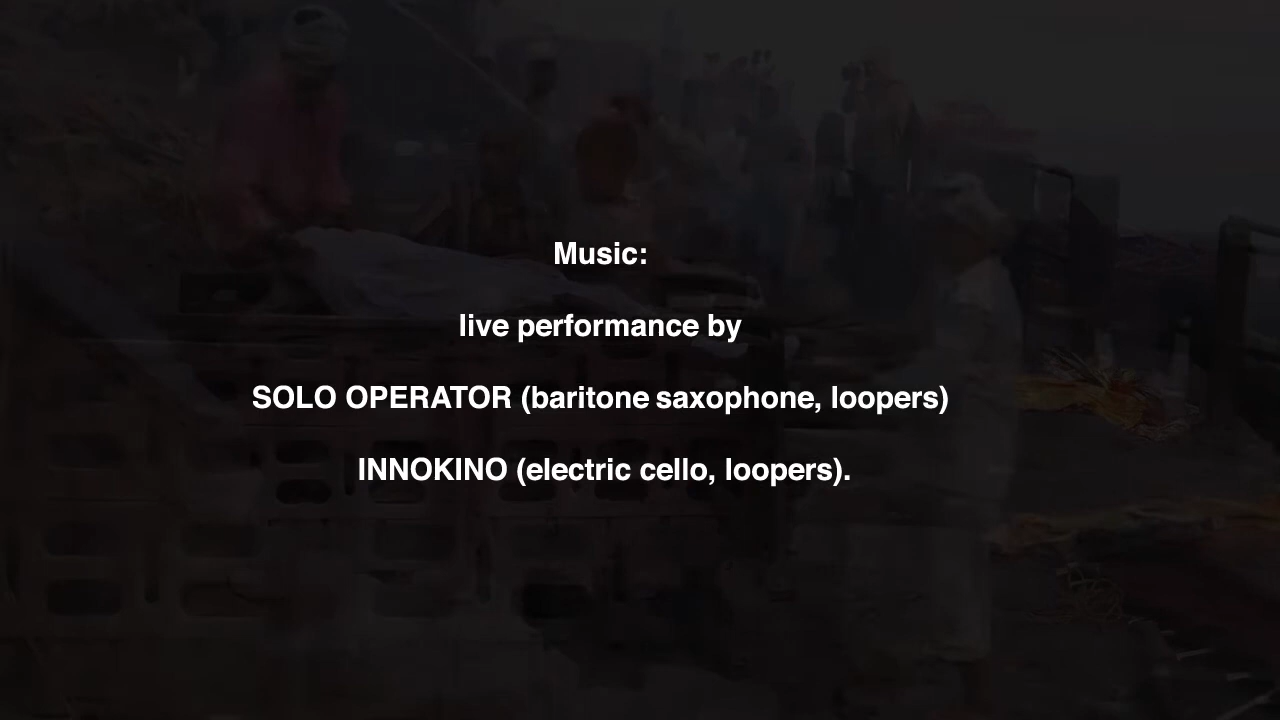 Music:
live performance by
SOLO OPERATOR (baritone saxophone, loopers)
INNOKINO (electric cello, loopers).